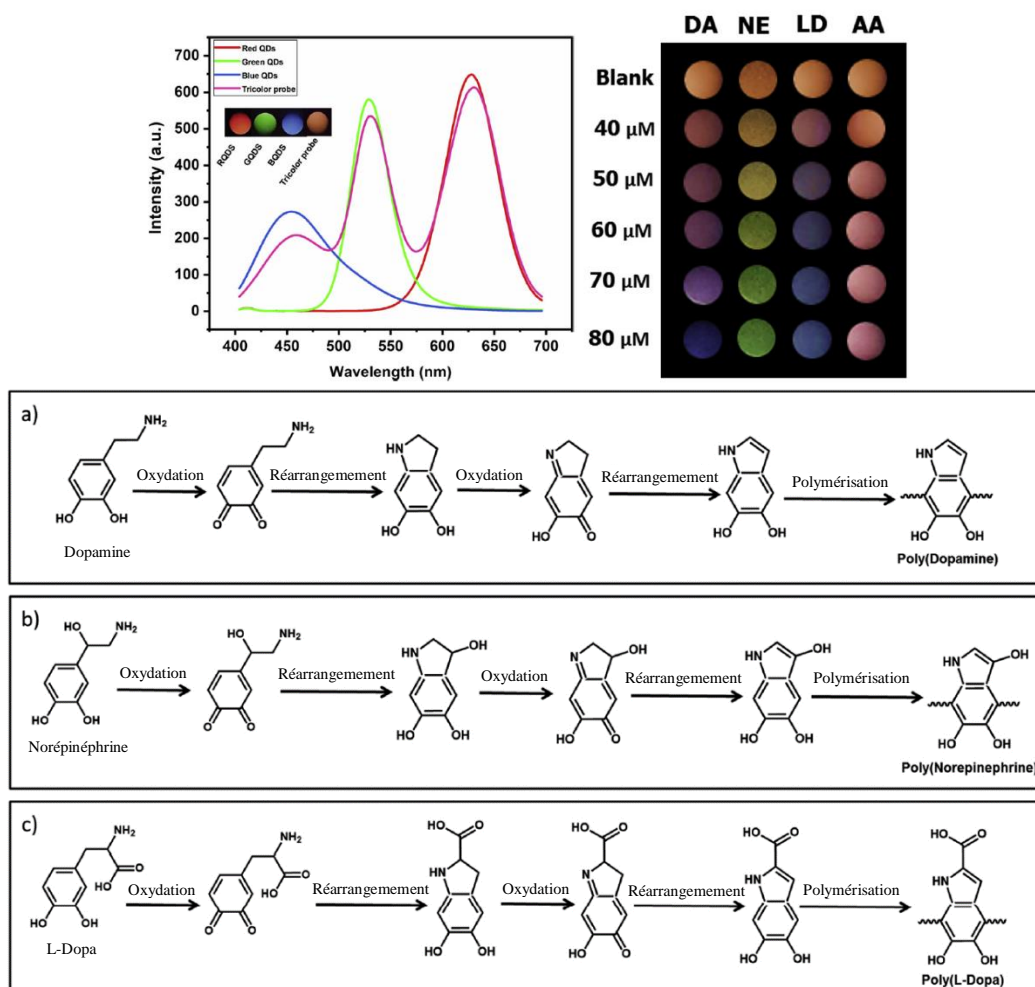 700
600
500
400
300
200
100
0
Intensity (a.u.)
Red QDs
Green QDs
Blue QDs
Tricolor probe
RQDS
GQDS
BQDS
Tricolor probe
400 450 500 530 600 650 700
Wavelength (nm)
DA NE LD AA
Blank
40 μM
50 μM
60 μM
70 μM
80 μM
a)
NH2
HO
OH
Dopamine
Oxydation
NH2
O
O
Réarrangement
HN
HO
OH
Oxydation
N
HO
O
Réarrangement
HN
HO
OH
Polymérisation
HN
HO
OH
Poly(Dopamine)
b)
HO
NH2
HO
OH
Norépinéphrine
Oxydation
HO
NH2
O
O
Réarrangement
HN
OH
HO
OH
Oxydation
N
OH
HO
O
Réarrangement
HN
OH
HO
OH
Polymérisation
HN
OH
HO
OH
Poly(Norepinephrine)
c)
NH2
O
HO
HO
OH
L-Dopa
Oxydation
NH2
O
HO
O
O
Réarrangement
HO
O
HN
HO
OH
Oxydation
HO
O
N
HO
O
Réarrangement
HO
O
HN
HO
OH
Polymérisation
HO
O
HN
HO
OH
Poly(L-Dopa)